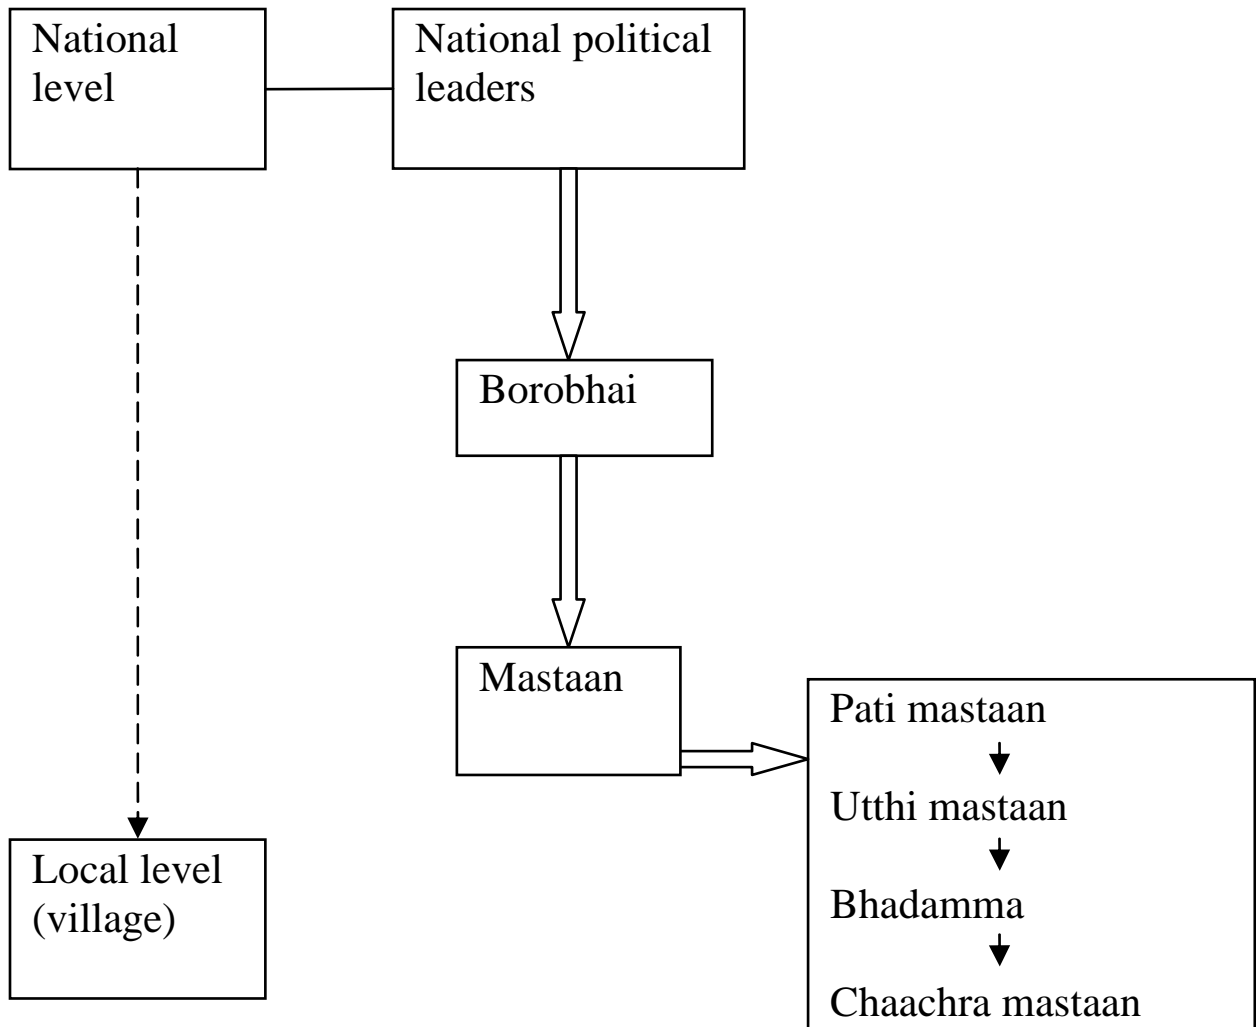 National
level
National political
leaders
Borobhai
Mastaan
Pati mastaan
Utthi mastaan
Bhadamma
Chaachra mastaan
Local level
(village)